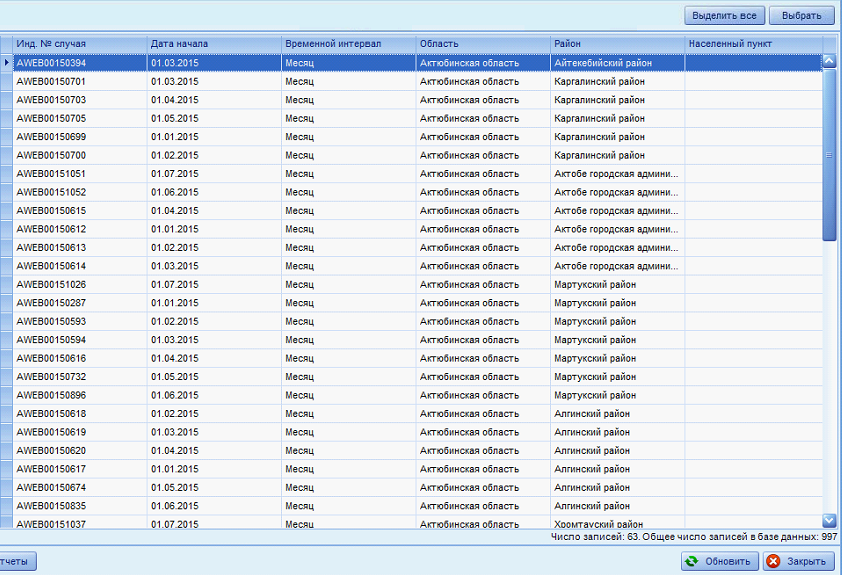 Выделить все Выбрать
Инд. № случая Дата начала Временной интервал Область Район Населенный пункт
AWEB00150394 01.03.2015 Месяц Актюбинская область Айтекебийский район
AWEB00150701 01.03.2015 Месяц Актюбинская область Каргалинский район
AWEB00150703 01.04.2015 Месяц Актюбинская область Каргалинский район
AWEB00150705 01.05.2015 Месяц Актюбинская область Каргалинский район
AWEB00150699 01.01.2015 Месяц Актюбинская область Каргалинский район
AWEB00150700 01.02.2015 Месяц Актюбинская область Каргалинский район
AWEB00151051 01.07.2015 Месяц Актюбинская область Актобе городская админи...
AWEB00151052 01.06.2015 Месяц Актюбинская область Актобе городская админи...
AWEB00150615 01.04.2015 Месяц Актюбинская область Актобе городская админи...
AWEB00150612 01.01.2015 Месяц Актюбинская область Актобе городская админи...
AWEB00150613 01.02.2015 Месяц Актюбинская область Актобе городская админи...
AWEB00150614 01.03.2015 Месяц Актюбинская область Актобе городская админи...
AWEB00151026 01.07.2015 Месяц Актюбинская область Мартукский район
AWEB00150287 01.01.2015 Месяц Актюбинская область Мартукский район
AWEB00150593 01.02.2015 Месяц Актюбинская область Мартукский район
AWEB00150594 01.03.2015 Месяц Актюбинская область Мартукский район
AWEB00150616 01.04.2015 Месяц Актюбинская область Мартукский район
AWEB00150732 01.05.2015 Месяц Актюбинская область Мартукский район
AWEB00150896 01.06.2015 Месяц Актюбинская область Мартукский район
AWEB00150618 01.02.2015 Месяц Актюбинская область Алгинский район
AWEB00150619 01.03.2015 Месяц Актюбинская область Алгинский район
AWEB00150620 01.04.2015 Месяц Актюбинская область Алгинский район
AWEB00150617 01.01.2015 Месяц Актюбинская область Алгинский район
AWEB00150674 01.05.2015 Месяц Актюбинская область Алгинский район
AWEB00150835 01.06.2015 Месяц Актюбинская область Алгинский район
AWEB00151037 01.07.2015 Месяц Актюбинская область Хромтауский район
Число записей: 63. Общее число записей в базе данных: 997
тчеты Обновить Закрыть